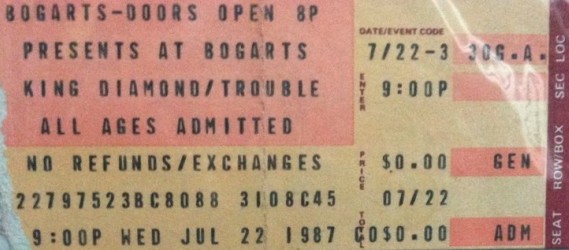 BOGARTS-DOORS OPEN 8P
PRESENTS AT BOGARTS
KING DIAMOND/TROUBLE
ALL AGES ADMITTED
NO REFUNDS/EXCHANGES
22797523BC8088 3108C45
9:00P WED JUL 22 1987
DATE/EVENT CODE
7/22-3 30G.A.
ENTER
9:00P
PRICE
$0.00 GEN
07/22
$0.00 ADM
SEAT ROW/BOX SEC LOC